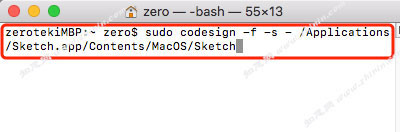 zero — -bash — 55×13
zerotekiMBP:~ zero$ sudo codesign -f -s - /Applications
/Sketch.app/Contents/MacOS/Sketch